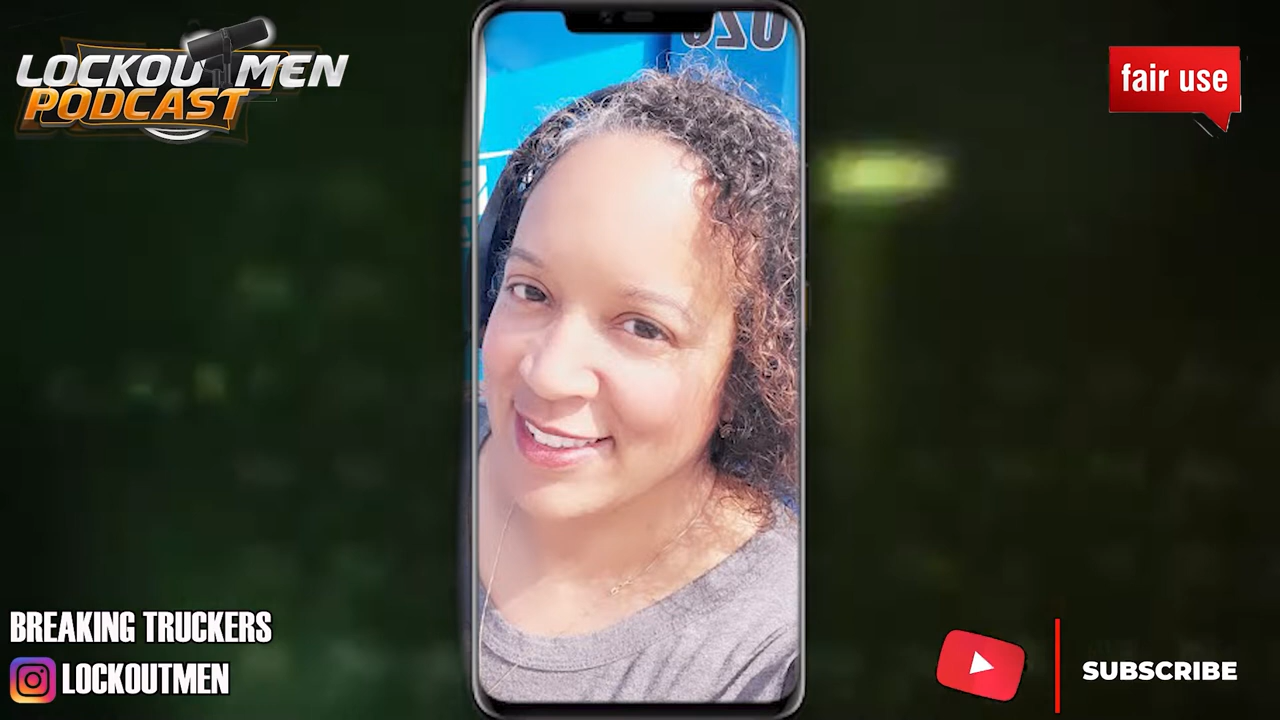 LOCKOUTMEN
PODCAST
fair use
BREAKING TRUCKERS
LOCKOUTMEN
SUBSCRIBE